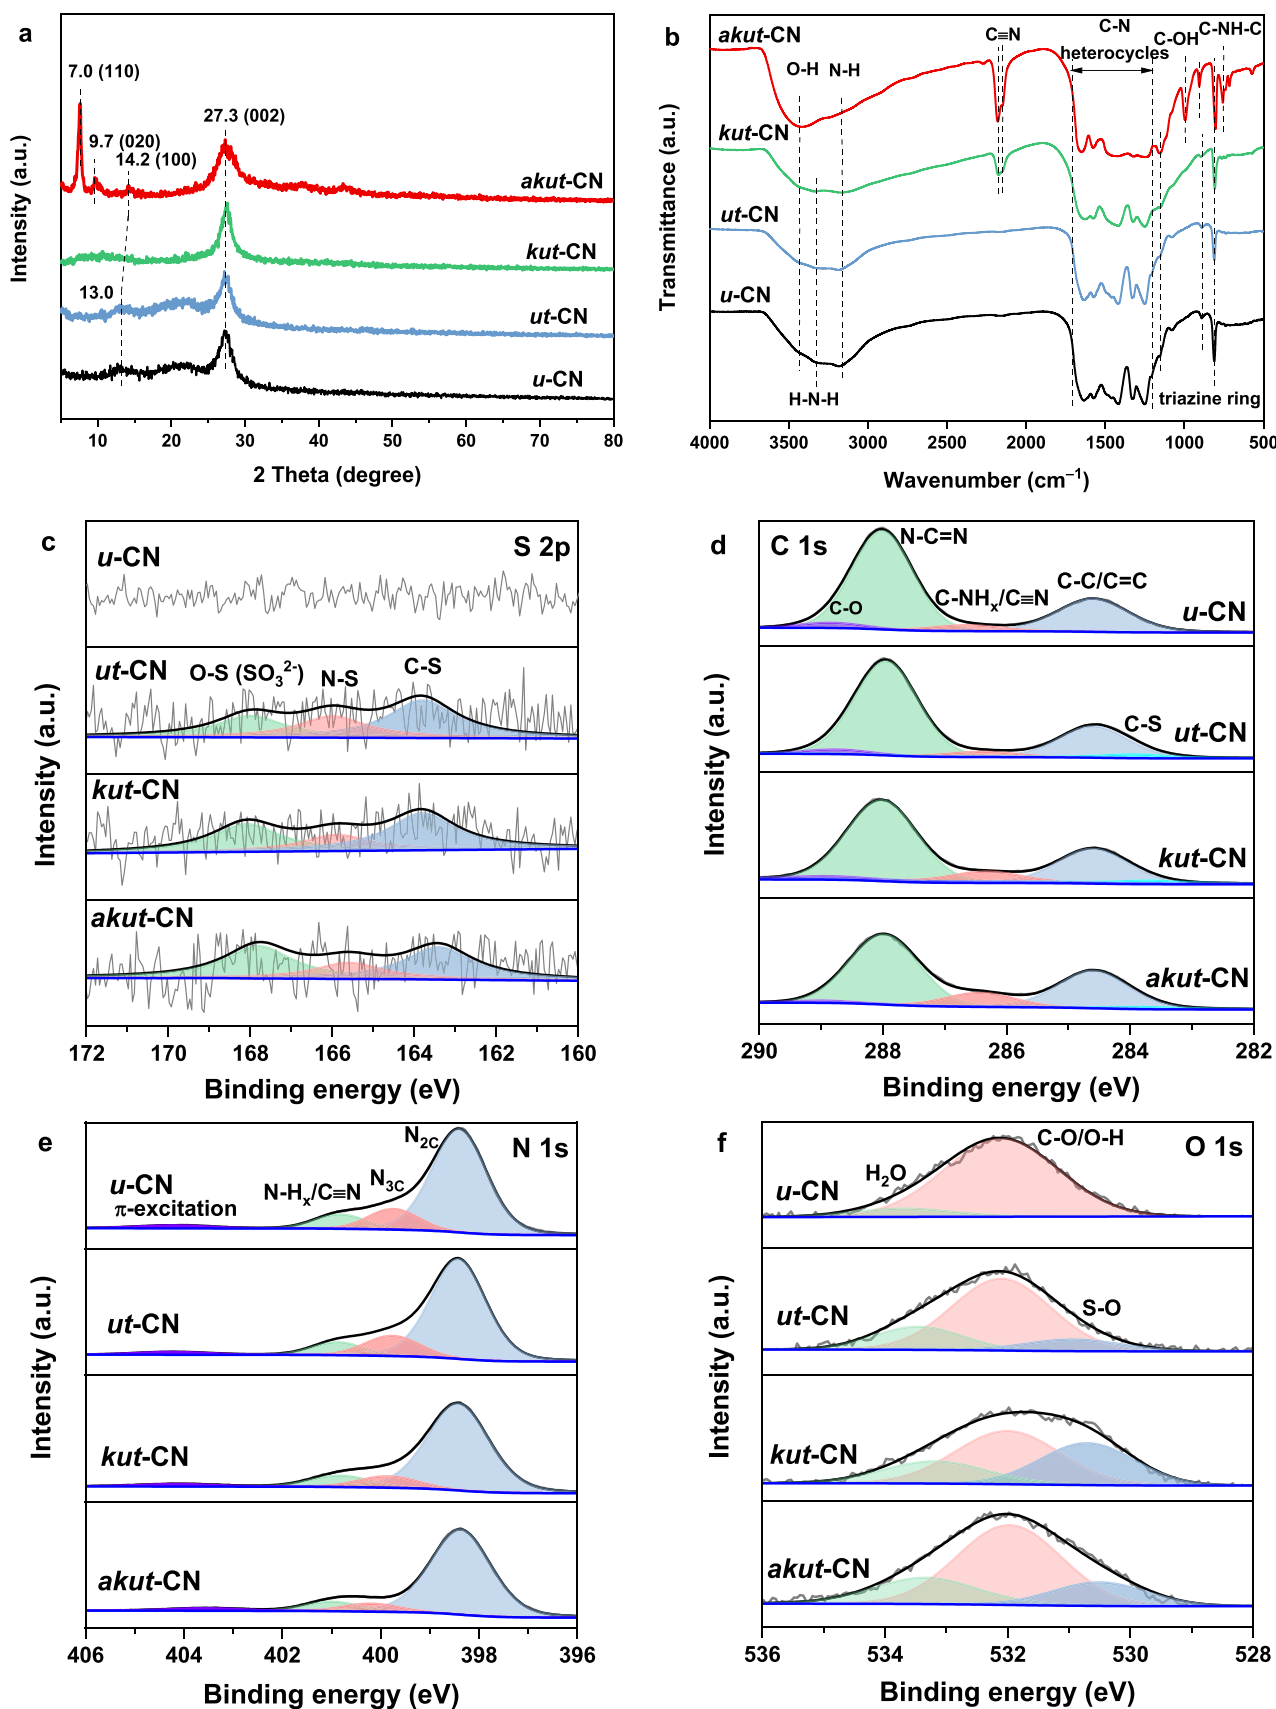 a
7.0 (110)
9.7 (020)
14.2 (100)
27.3 (002)
akut-CN
kut-CN
13.0
ut-CN
u-CN
Intensity (a.u.)
10 20 30 40 50 60 70 80
2 Theta (degree)
b
akut-CN
O-H
N-H
C≡N
C-N
heterocycles
C-OH
C-NH-C
kut-CN
ut-CN
u-CN
H-N-H
triazine ring
Transmittance (a.u.)
4000 3500 3000 2500 2000 1500 1000 500
Wavenumber (cm⁻¹)
c
S 2p
u-CN
ut-CN
O-S (SO₃²⁻)
N-S
C-S
kut-CN
akut-CN
Intensity (a.u.)
172 170 168 166 164 162 160
Binding energy (eV)
d
C 1s
N-C=N
C-O
C-NHₓ/C≡N
C-C/C=C
u-CN
C-S
ut-CN
kut-CN
akut-CN
Intensity (a.u.)
290 288 286 284 282
Binding energy (eV)
e
N 1s
N₂C
N₃C
N-Hₓ/C≡N
u-CN
π-excitation
ut-CN
kut-CN
akut-CN
Intensity (a.u.)
406 404 402 400 398 396
Binding energy (eV)
f
O 1s
C-O/O-H
H₂O
u-CN
S-O
ut-CN
kut-CN
akut-CN
Intensity (a.u.)
536 534 532 530 528
Binding energy (eV)